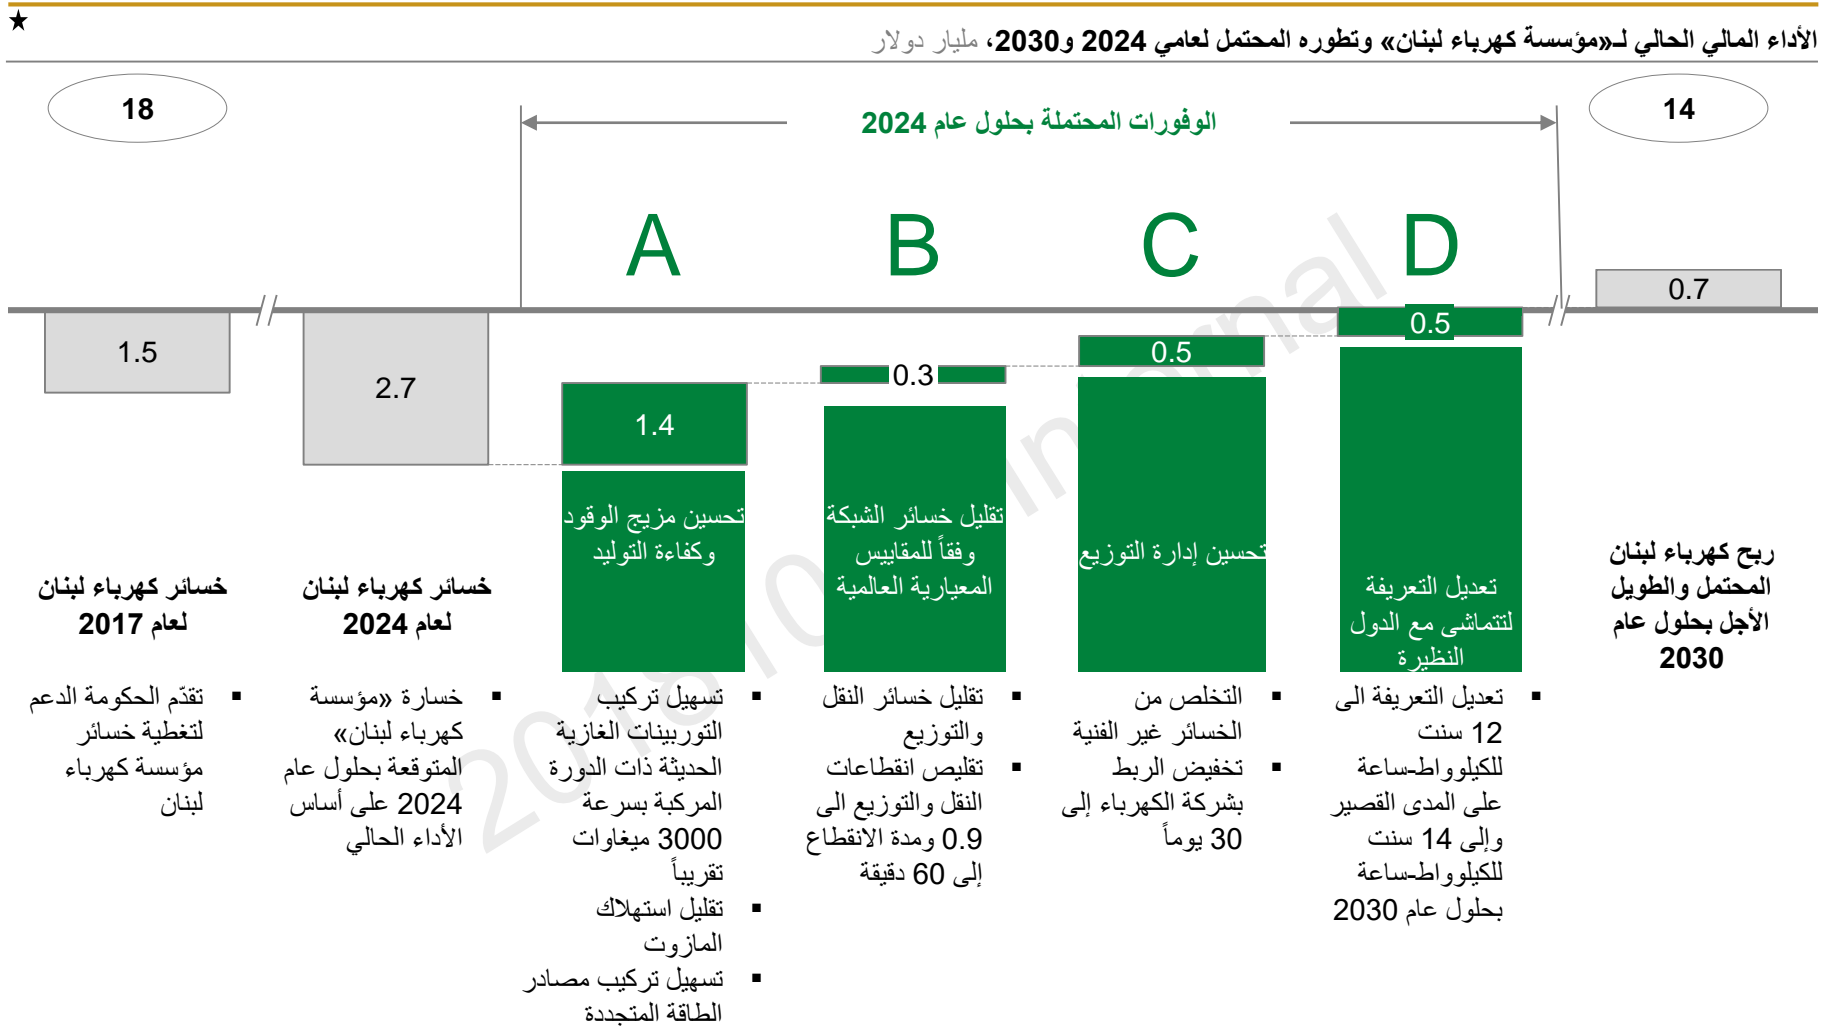 ★
الأداء المالي الحالي لـ«مؤسسة كهرباء لبنان» وتطوره المحتمل لعامي 2024 و2030، مليار دولار
18
الوفورات المحتملة بحلول عام 2024
14
A
B
C
D
1.5
2.7
1.4
0.3
0.5
0.5
0.7
خسائر كهرباء لبنان
لعام 2017
▪ تقدّم الحكومة الدعم
لتغطية خسائر
مؤسسة كهرباء
لبنان
خسائر كهرباء لبنان
لعام 2024
▪ خسارة «مؤسسة
كهرباء لبنان»
المتوقعة بحلول عام
2024 على أساس
الأداء الحالي
تحسين مزيج الوقود
وكفاءة التوليد
▪ تسهيل تركيب
التوربينات الغازية
الحديثة ذات الدورة
المركبة بسرعة
3000 ميغاوات
تقريباً
▪ تقليل استهلاك
المازوت
▪ تسهيل تركيب مصادر
الطاقة المتجددة
تقليل خسائر الشبكة
وفقاً للمقاييس
المعيارية العالمية
▪ تقليل خسائر النقل
والتوزيع
▪ تقليص انقطاعات
النقل والتوزيع الى
0.9 ومدة الانقطاع
إلى 60 دقيقة
تحسين إدارة التوزيع
▪ التخلص من
الخسائر غير الفنية
▪ تخفيض الربط
بشركة الكهرباء إلى
30 يوماً
تعديل التعريفة
لتتماشى مع الدول
النظيرة
▪ تعديل التعريفة الى
12 سنت
للكيلوواط-ساعة
على المدى القصير
وإلى 14 سنت
للكيلوواط-ساعة
بحلول عام 2030
ربح كهرباء لبنان
المحتمل والطويل
الأجل بحلول عام
2030